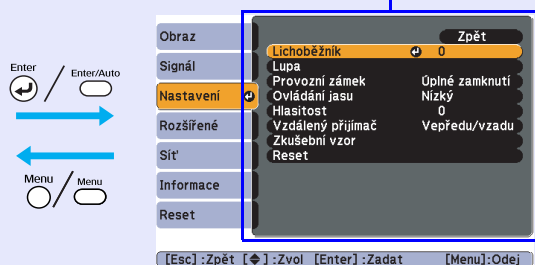 Enter
Enter/Auto
Menu
Menu
Obraz
Signál
Nastavení
Rozšířené
Síť
Informace
Reset
Zpět
Lichoběžník 0
Lupa
Provozní zámek Úplné zamknutí
Ovládání jasu Nízký
Hlasitost 0
Vzdálený přijímač Vepředu/vzadu
Zkušební vzor
Reset
[Esc] :Zpět [◆] :Zvol [Enter] :Zadat [Menu]:Odej